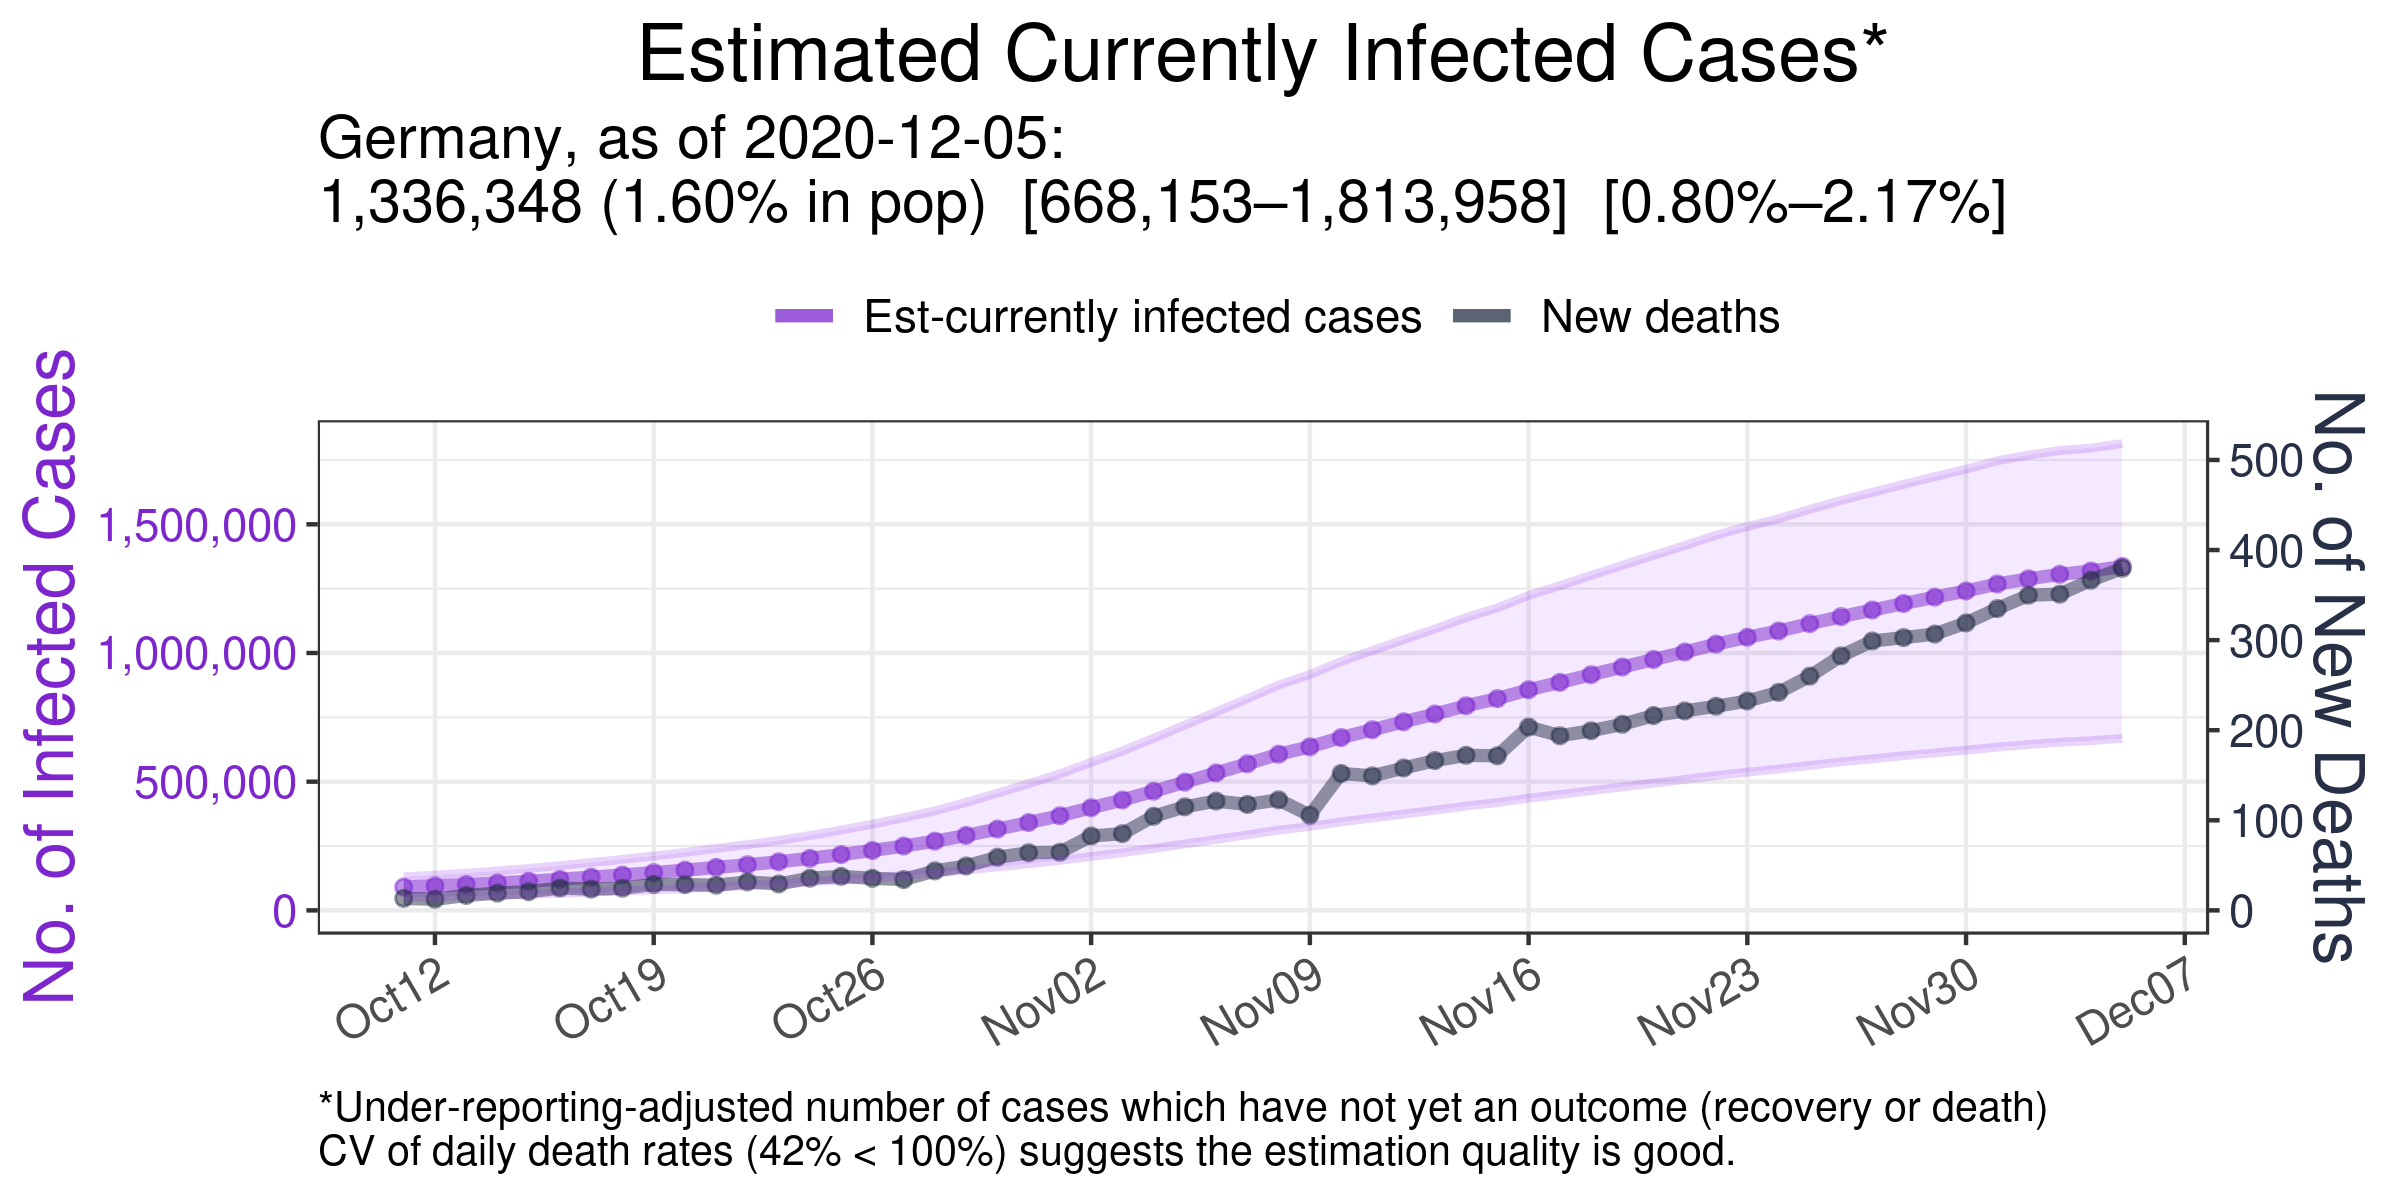 Estimated Currently Infected Cases*
Germany, as of 2020-12-05:
1,336,348 (1.60% in pop)  [668,153–1,813,958]  [0.80%–2.17%]
Est-currently infected cases
New deaths
No. of Infected Cases
1,500,000
1,000,000
500,000
0
500
400
300
200
100
0
No. of New Deaths
Oct12
Oct19
Oct26
Nov02
Nov09
Nov16
Nov23
Nov30
Dec07
*Under-reporting-adjusted number of cases which have not yet an outcome (recovery or death)
CV of daily death rates (42% < 100%) suggests the estimation quality is good.